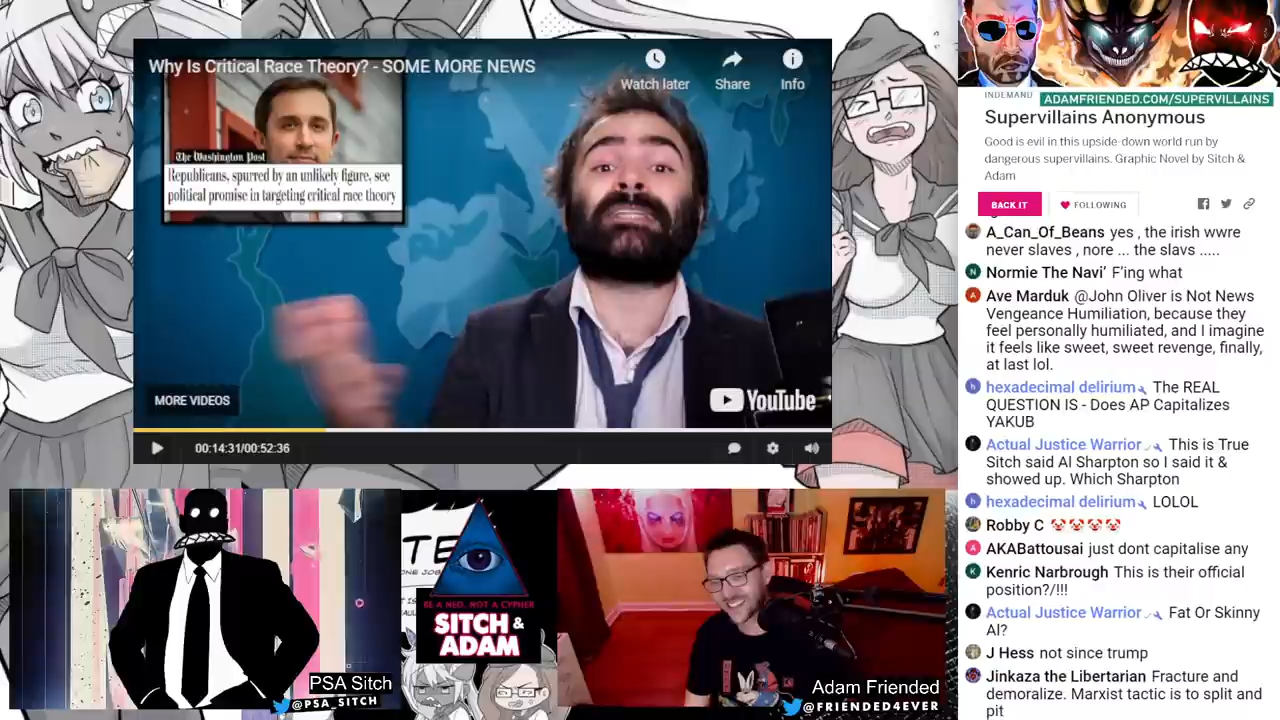 Why Is Critical Race Theory? - SOME MORE NEWS
Watch later
Share
Info
The Washington Post
Republicans, spurred by an unlikely figure, see
political promise in targeting critical race theory
MORE VIDEOS
YouTube
00:14:31/00:52:36
BE A NEO, NOT A CYPHER
SITCH &
ADAM
PSA Sitch
@PSA_SITCH
Adam Friended
@FRIENDED4EVER
INDEMAND
ADAMFRIENDED.COM/SUPERVILLAINS
Supervillains Anonymous
Good is evil in this upside-down world run by
dangerous supervillains. Graphic Novel by Sitch &
Adam
BACK IT
FOLLOWING
A_Can_Of_Beans yes , the irish wwre
never slaves , nore ... the slavs .....
Normie The Navi’ F'ing what
Ave Marduk @John Oliver is Not News
Vengeance Humiliation, because they
feel personally humiliated, and I imagine
it feels like sweet, sweet revenge, finally,
at last lol.
hexadecimal delirium The REAL
QUESTION IS - Does AP Capitalizes
YAKUB
Actual Justice Warrior This is True
Sitch said Al Sharpton so I said it &
showed up. Which Sharpton
hexadecimal delirium LOLOL
Robby C 🤡🤡🤡🤡
AKABattousai just dont capitalise any
Kenric Narbrough This is their official
position?/!!!
Actual Justice Warrior Fat Or Skinny
Al?
J Hess not since trump
Jinkaza the Libertarian Fracture and
demoralize. Marxist tactic is to split and
pit